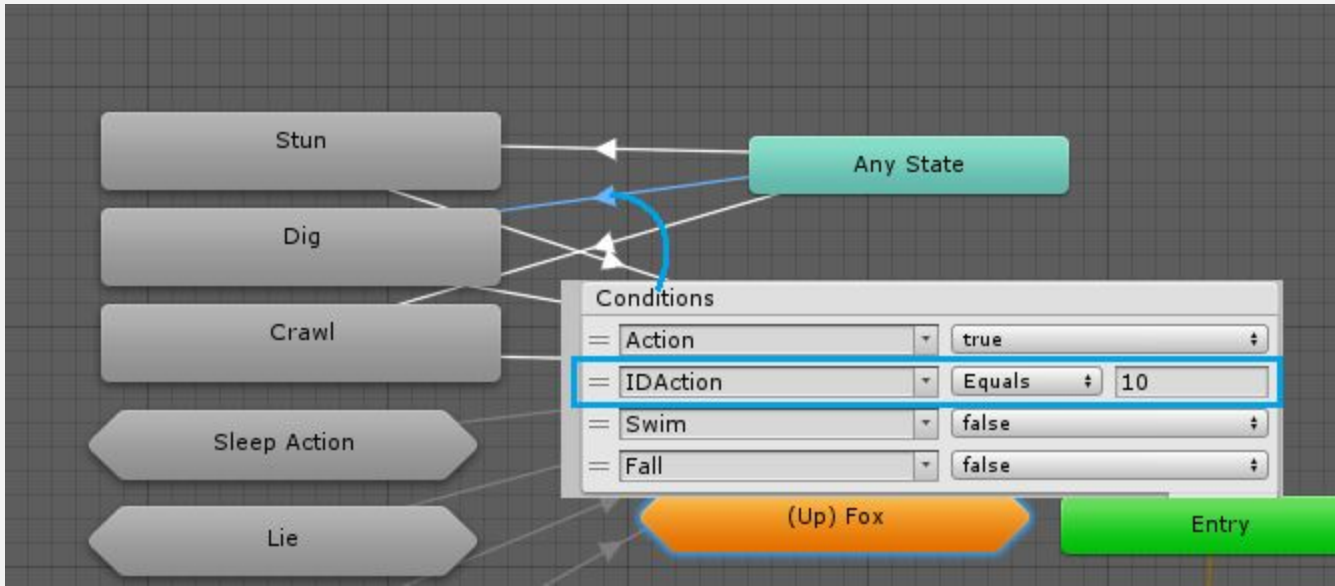 Stun
Any State
Dig
Crawl
Conditions
Action true
IDAction Equals 10
Swim false
Fall false
Sleep Action
(Up) Fox
Entry
Lie